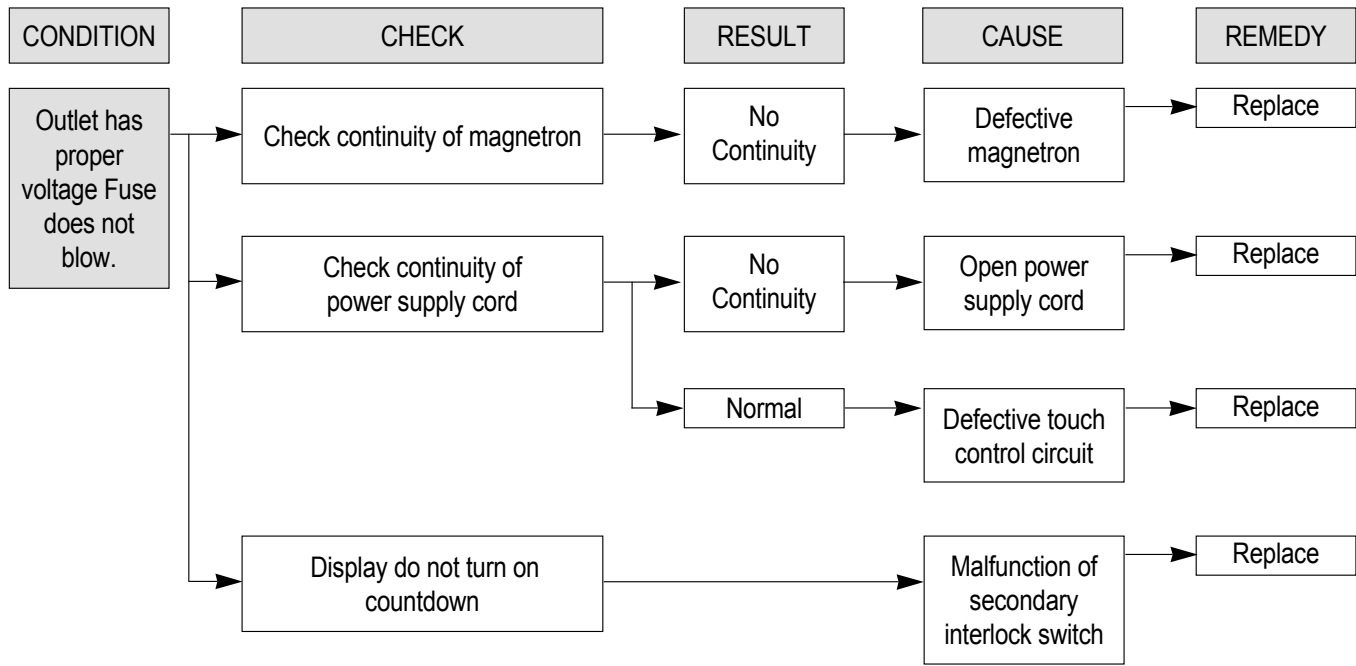 CONDITION
CHECK
RESULT
CAUSE
REMEDY
Outlet has
proper
voltage Fuse
does not
blow.
Check continuity of magnetron
No
Continuity
Defective
magnetron
Replace
Check continuity of
power supply cord
No
Continuity
Open power
supply cord
Replace
Normal
Defective touch
control circuit
Replace
Display do not turn on
countdown
Malfunction of
secondary
interlock switch
Replace